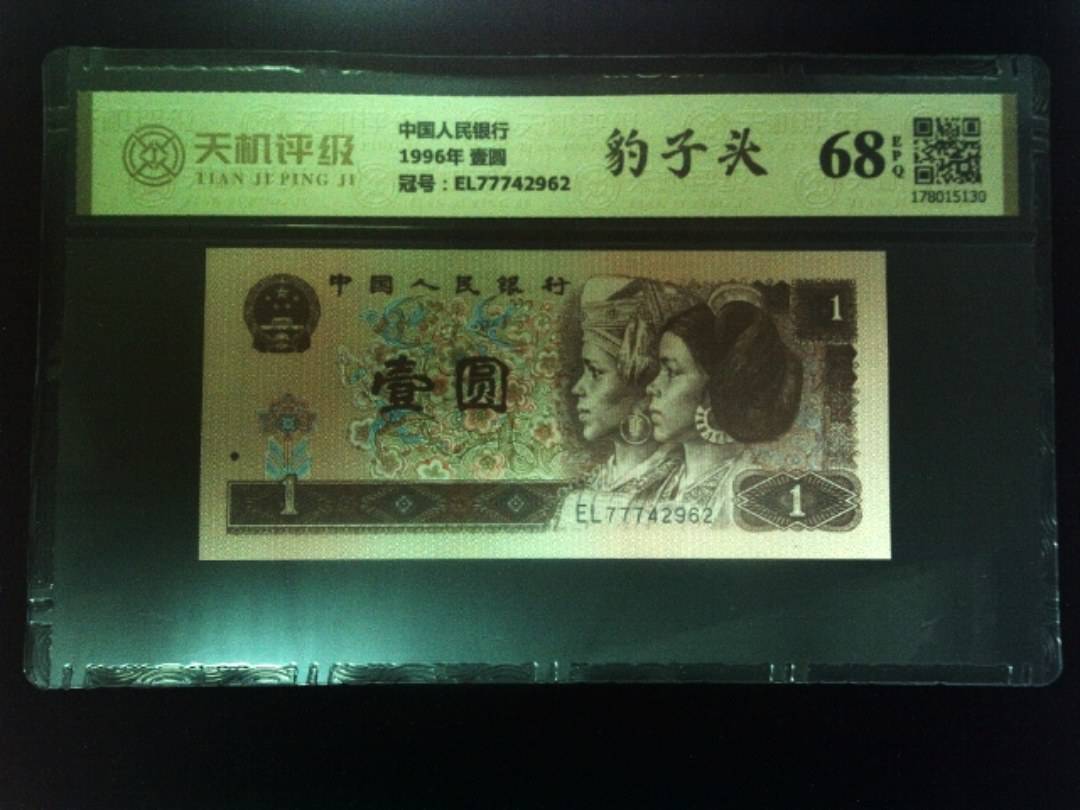 天机评级
TIAN JI PING JI
中国人民银行
1996年 壹圆
冠号：EL77742962
豹子头
68
EPQ
178015130
中国人民银行
1
壹圆
1
EL77742962
1